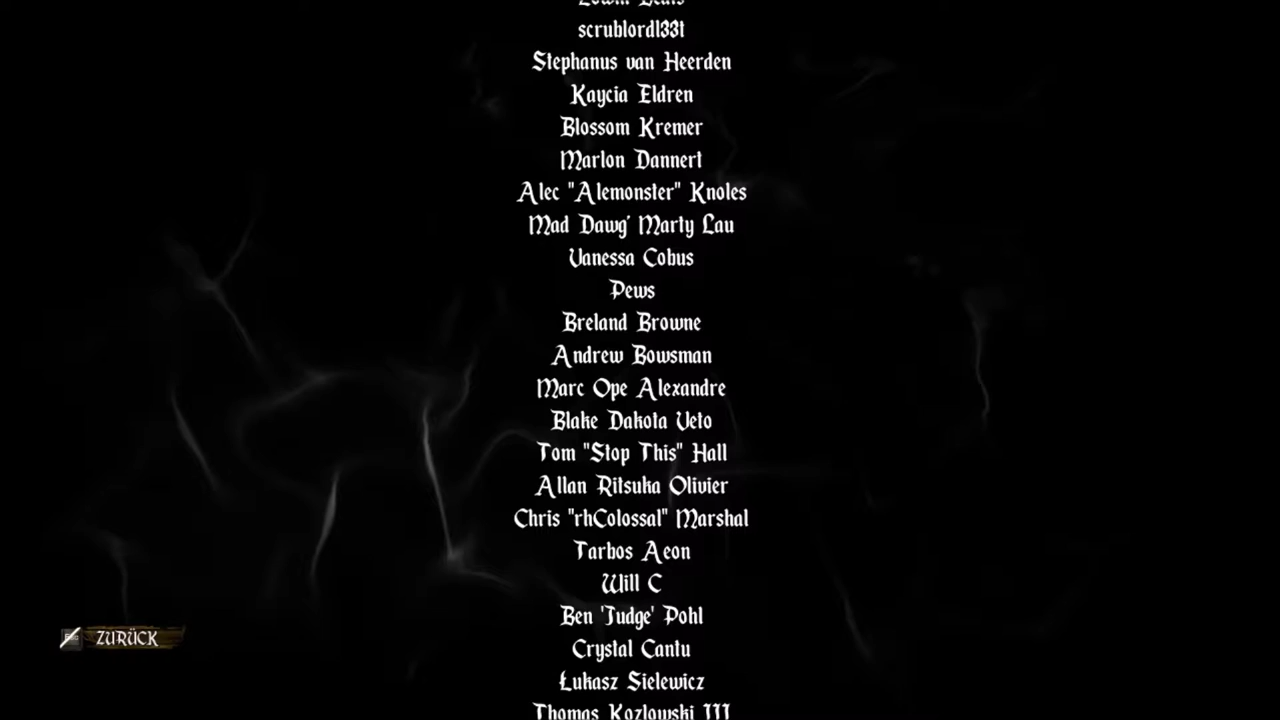 scrublordl33t
Stephanus van Heerden
Kaycia Eldren
Blossom Kremer
Marlon Dannert
Alec "Alemonster" Knoles
Mad Dawg' Marty Lau
Vanessa Cobus
Pews
Breland Browne
Andrew Bowsman
Marc Ope Alexandre
Blake Dakota Veto
Tom "Stop This" Hall
Allan Ritsuka Olivier
Chris "rhColossal" Marshal
Tarbos Aeon
Will C
Ben 'Judge' Pohl
ZURÜCK
Crystal Cantu
Łukasz Sielewicz
Thomas Kozlowski III